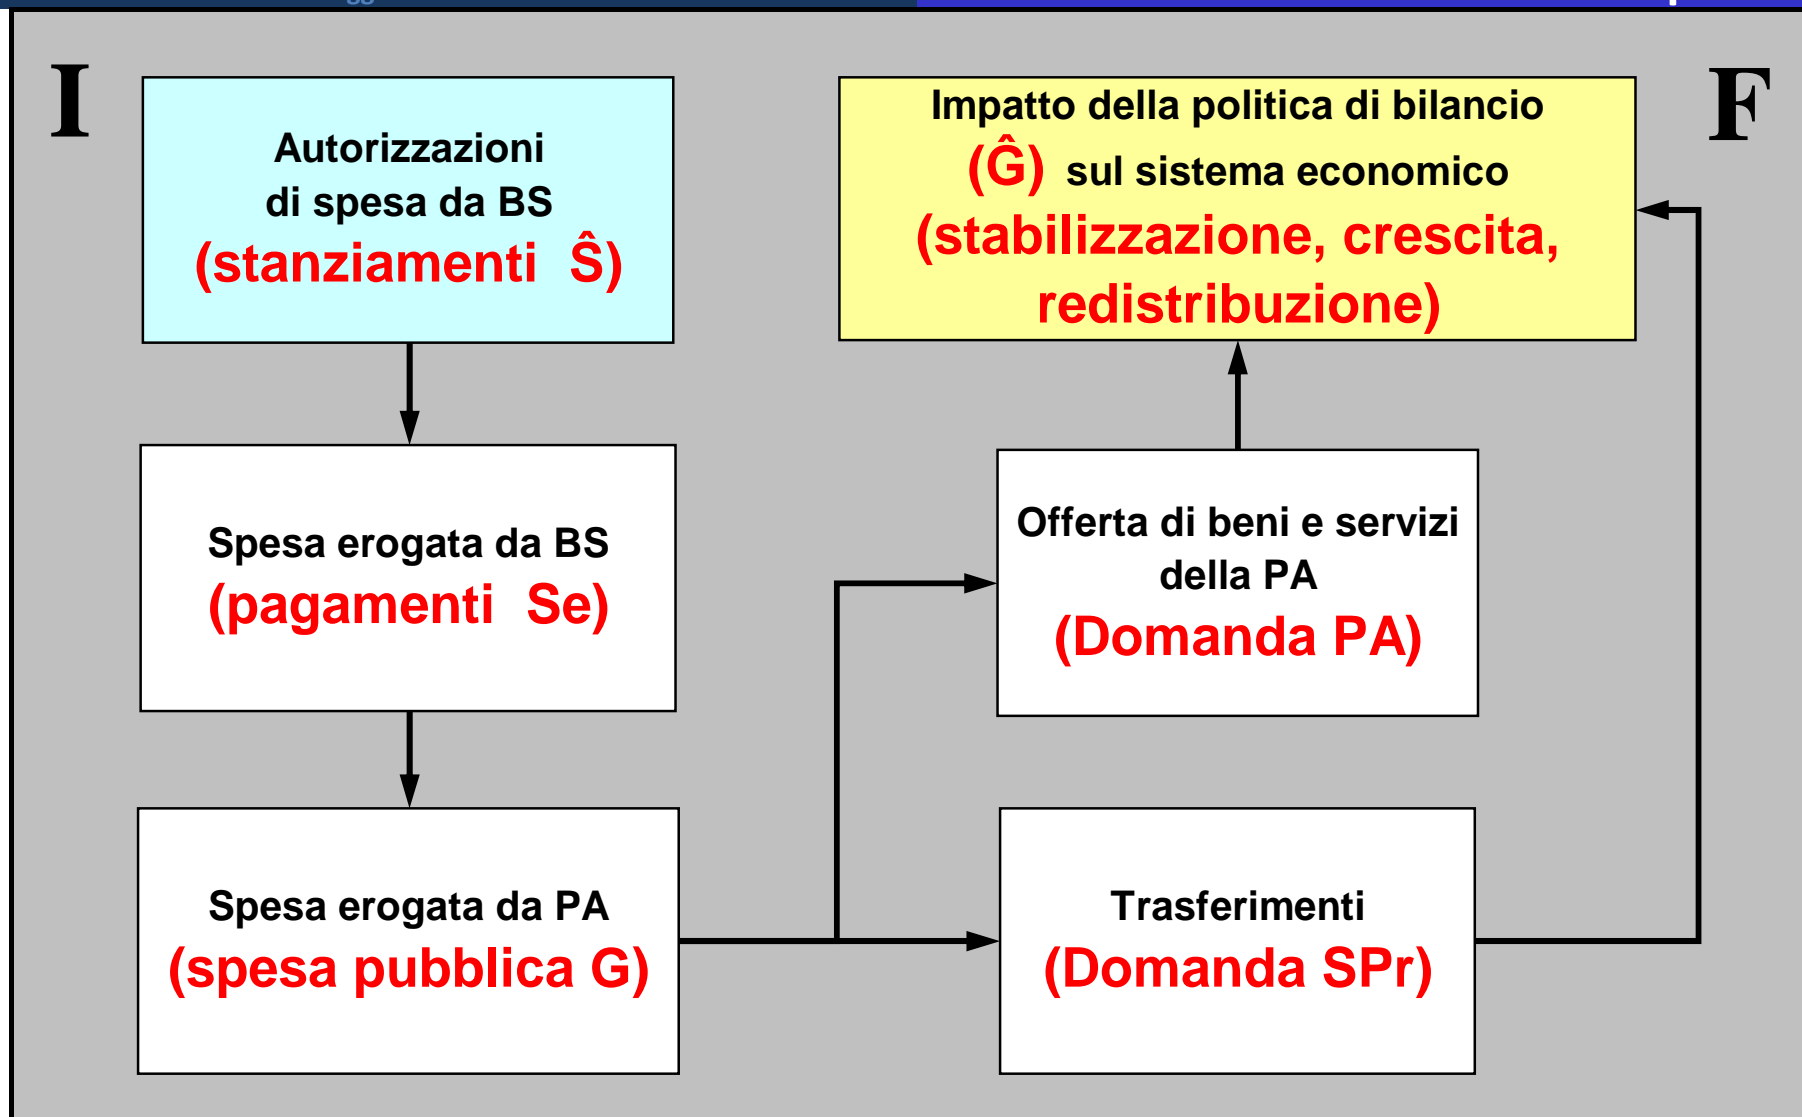 I
Autorizzazioni
di spesa da BS
(stanziamenti Ŝ)
Spesa erogata da BS
(pagamenti Se)
Spesa erogata da PA
(spesa pubblica G)
Impatto della politica di bilancio
(Ĝ) sul sistema economico
(stabilizzazione, crescita,
redistribuzione)
F
Offerta di beni e servizi
della PA
(Domanda PA)
Trasferimenti
(Domanda SPr)